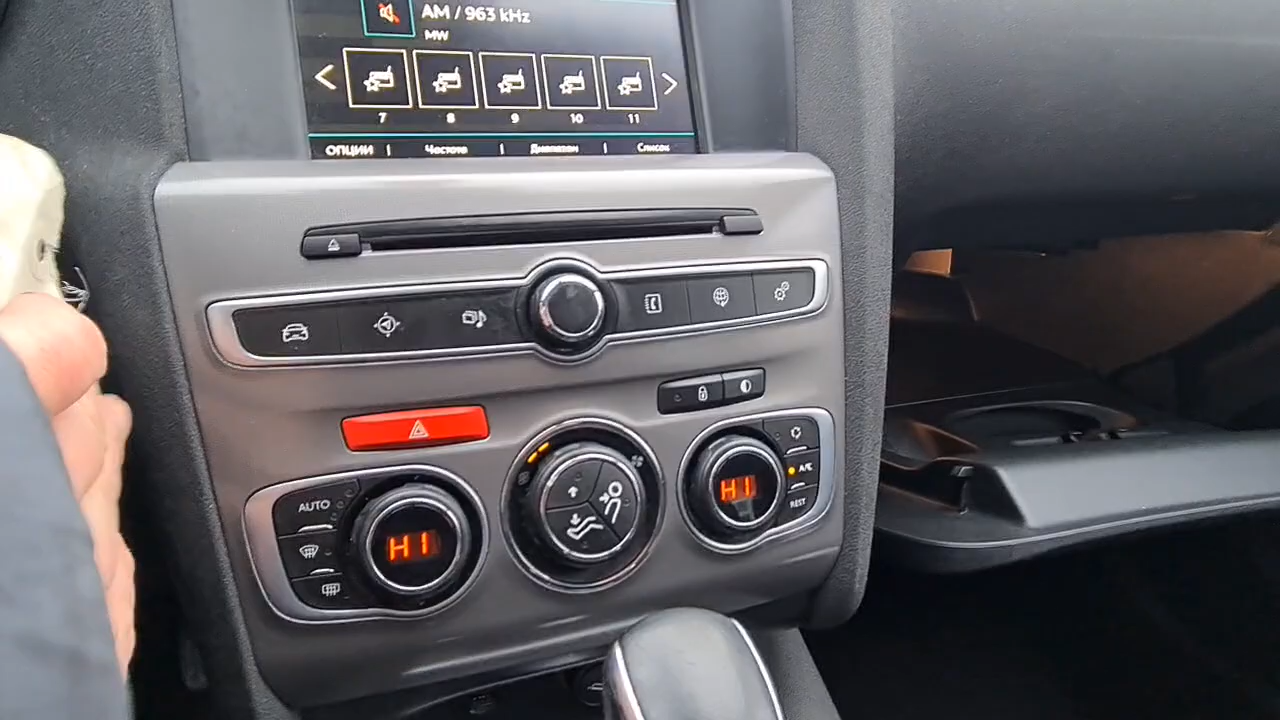 AM / 963 kHz
MW
7 8 9 10 11
ОПЦИИ Частота Диапазон Список
AUTO
HI
HI
A/C
REST